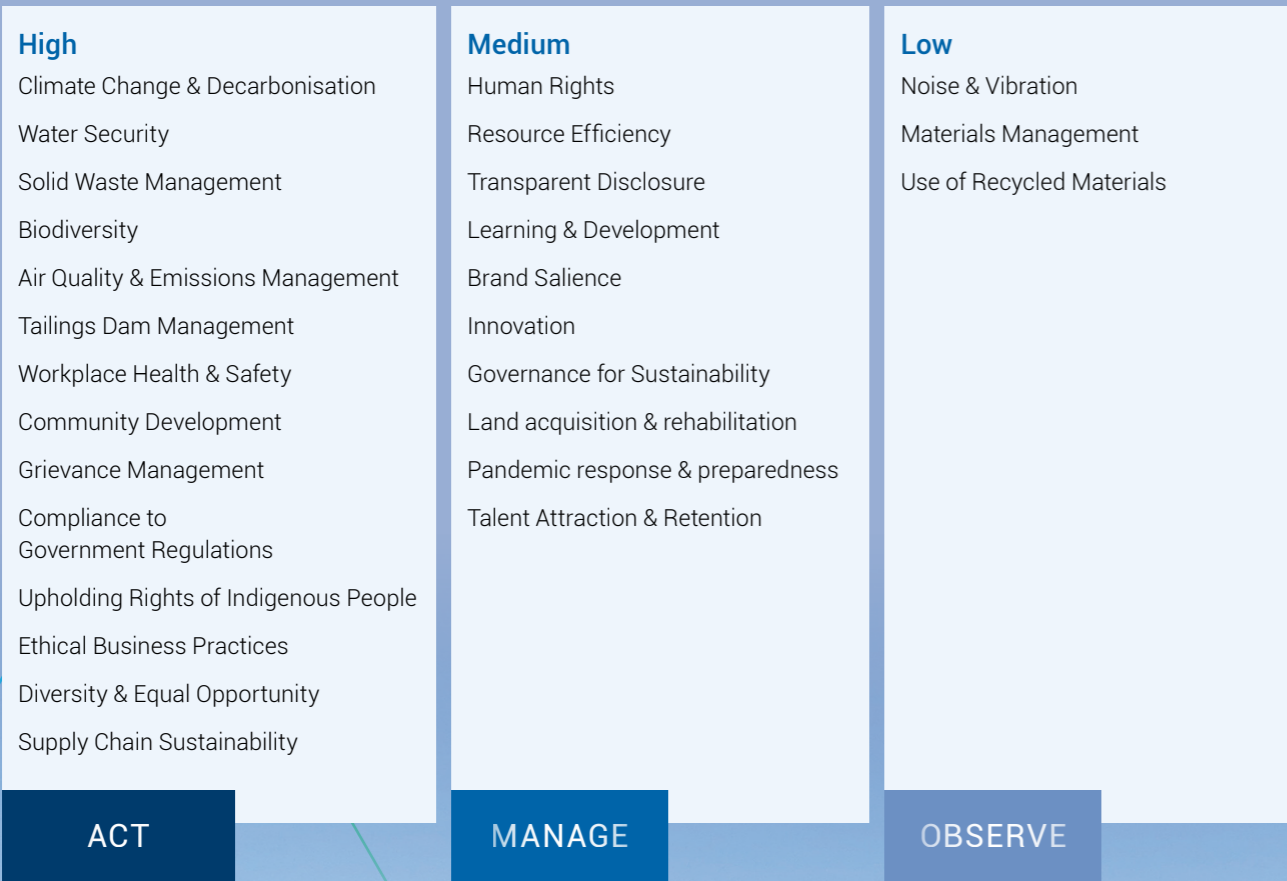 High
Climate Change & Decarbonisation
Water Security
Solid Waste Management
Biodiversity
Air Quality & Emissions Management
Tailings Dam Management
Workplace Health & Safety
Community Development
Grievance Management
Compliance to
Government Regulations
Upholding Rights of Indigenous People
Ethical Business Practices
Diversity & Equal Opportunity
Supply Chain Sustainability
ACT
Medium
Human Rights
Resource Efficiency
Transparent Disclosure
Learning & Development
Brand Salience
Innovation
Governance for Sustainability
Land acquisition & rehabilitation
Pandemic response & preparedness
Talent Attraction & Retention
MANAGE
Low
Noise & Vibration
Materials Management
Use of Recycled Materials
OBSERVE